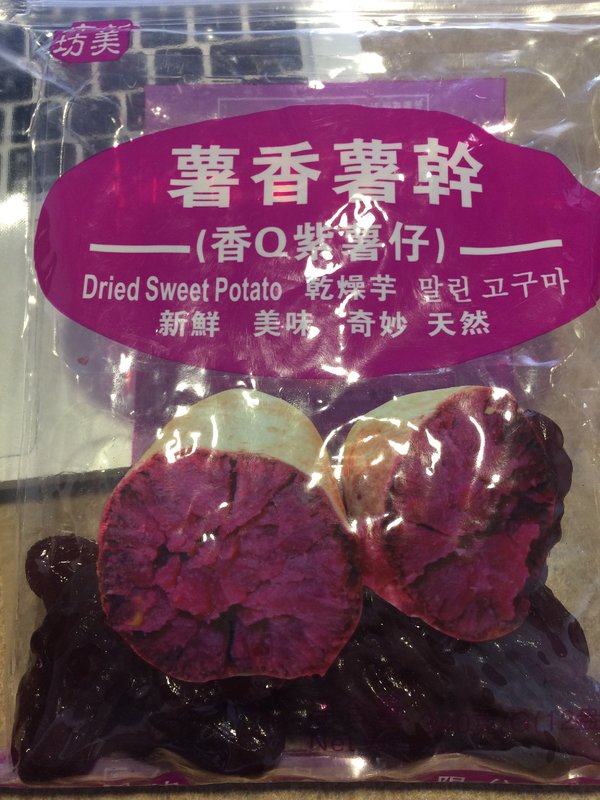 美坊
薯香薯幹
(香Q紫薯仔)
Dried Sweet Potato 乾燥芋 말린 고구마
新鮮 美味 奇妙 天然
Net